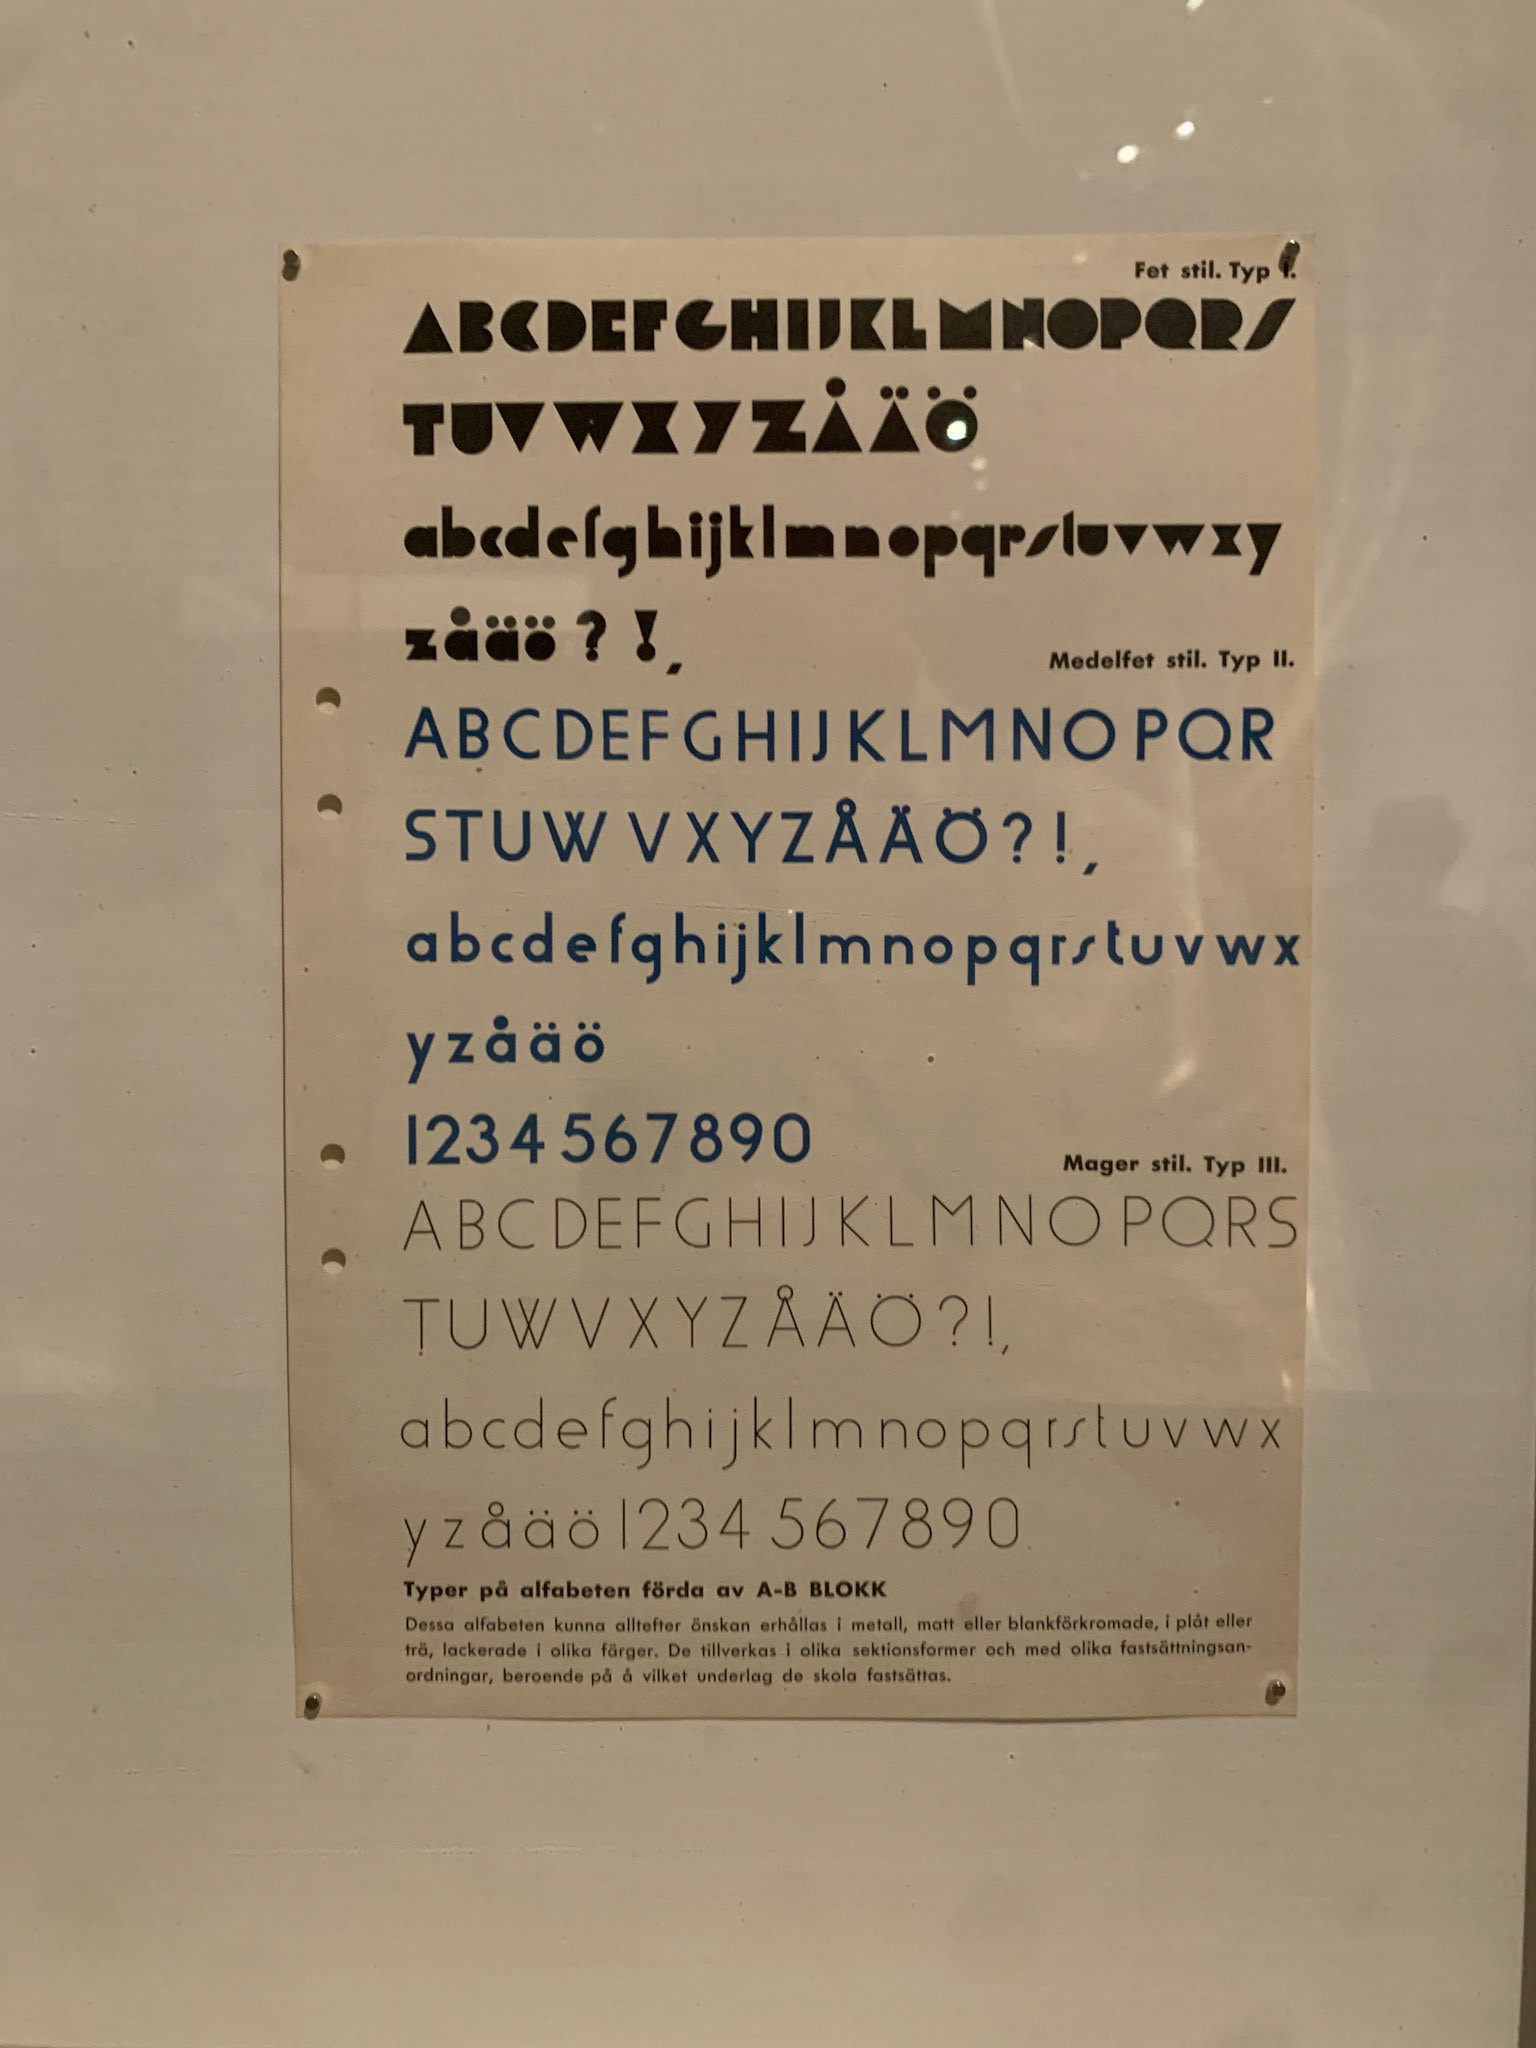 Fet stil. Typ I.
ABCDEFGHIJKLMNOPQRS
TUVWXYZÅÄÖ
abcdefghijklmnopqrstuvwxy
zåäö?!,
Medelfet stil. Typ II.
ABCDEFGHIJKLMNOPQR
STUWVXYZÅÄÖ?!,
abcdefghijklmnopqrstuvwx
yzåäö
1234567890
Mager stil. Typ III.
ABCDEFGHIJKLMNOPQRS
TUWVXYZÅÄÖ?!,
abcdefghijklmnopqrstuvwx
yzåäö1234567890
Typer på alfabeten förda av A-B BLOKK
Dessa alfabeten kunna alltefter önskan erhållas i metall, matt eller blankförkromade, i plåt eller
trä, lackerade i olika färger. De tillverkas i olika sektionsformer och med olika fastsättningsan-
ordningar, beroende på å vilket underlag de skola fastsättas.